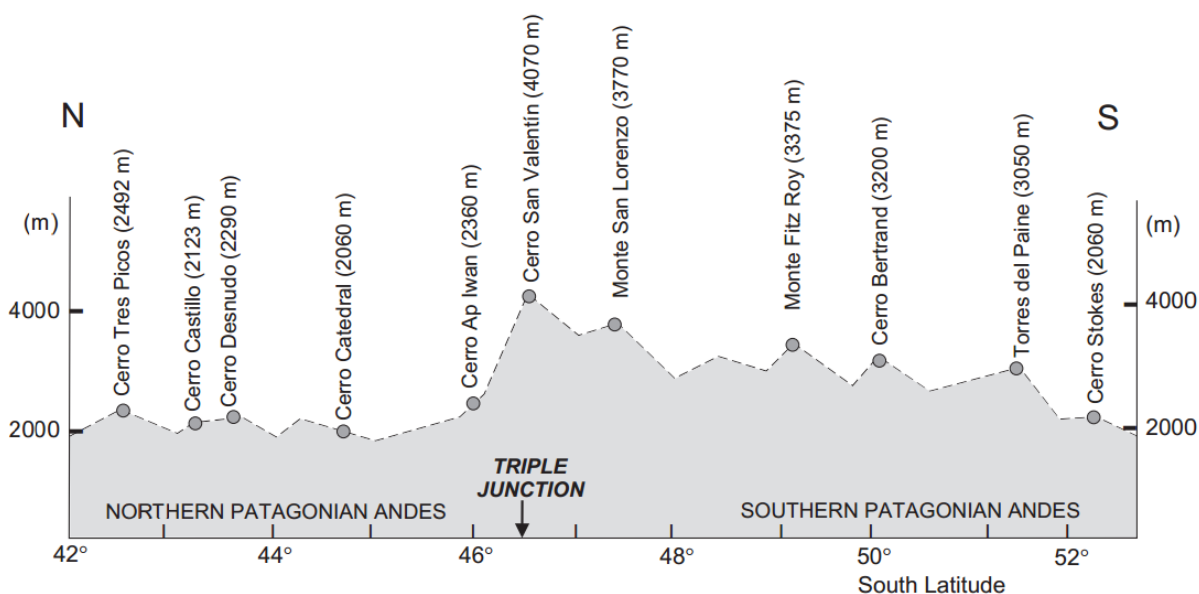 N
S
(m)
(m)
Cerro Tres Picos (2492 m)
Cerro Castillo (2123 m)
Cerro Desnudo (2290 m)
Cerro Catedral (2060 m)
Cerro Ap Iwan (2360 m)
Cerro San Valentín (4070 m)
Monte San Lorenzo (3770 m)
Monte Fitz Roy (3375 m)
Cerro Bertrand (3200 m)
Torres del Paine (3050 m)
Cerro Stokes (2060 m)
4000
4000
2000
2000
TRIPLE
JUNCTION
NORTHERN PATAGONIAN ANDES
SOUTHERN PATAGONIAN ANDES
42°
44°
46°
48°
50°
52°
South Latitude